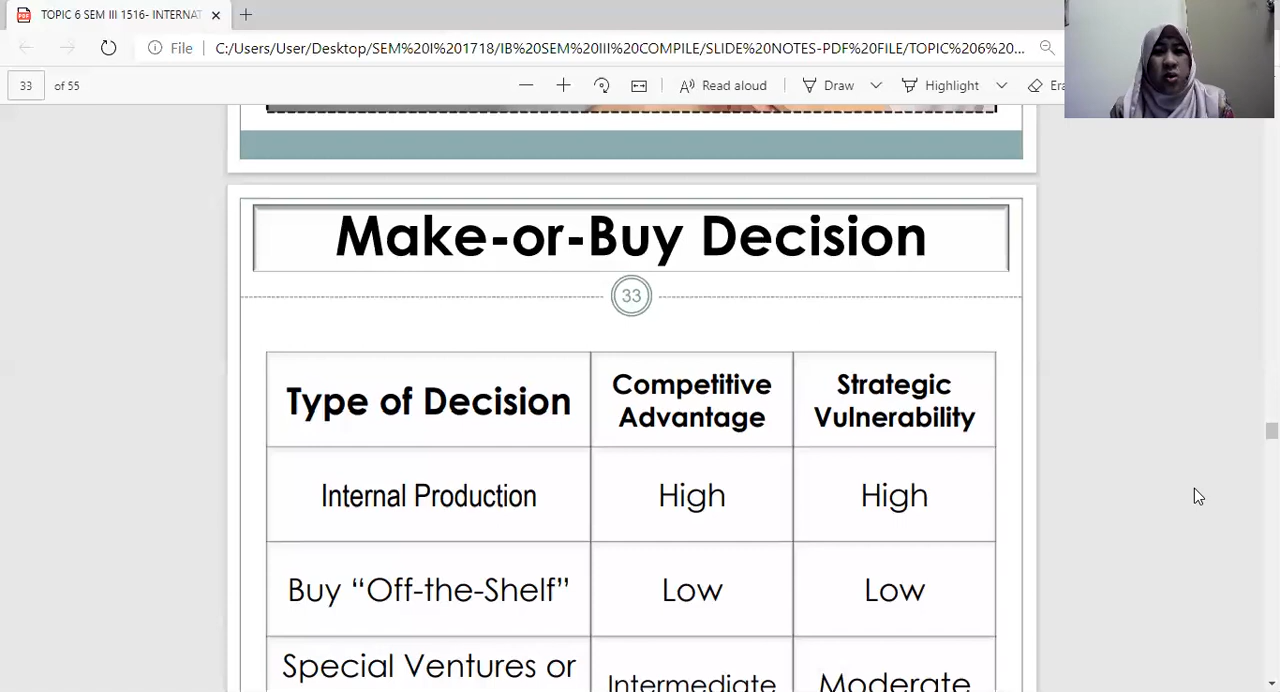 TOPIC 6 SEM III 1516- INTERNAT
File
C:/Users/User/Desktop/SEM%20I%201718/IB%20SEM%20III%20COMPILE/SLIDE%20NOTES-PDF%20FILE/TOPIC%206%20...
33 of 55
Read aloud
Draw
Highlight
Era
Make-or-Buy Decision
33
Type of Decision
Competitive Advantage
Strategic Vulnerability
Internal Production
High
High
Buy “Off-the-Shelf”
Low
Low
Special Ventures or
Intermediate
Moderate